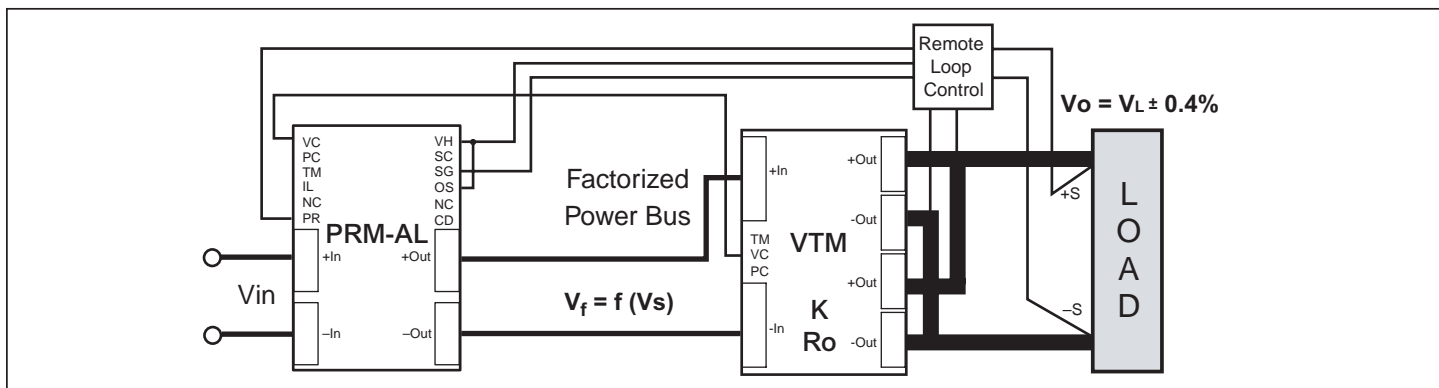 Remote
Loop
Control
Vo = VL ± 0.4%
VC
PC
TM
IL
NC
PR
VH
SC
SG
OS
NC
CD
PRM-AL
+In
+Out
–In
–Out
Vin
Factorized
Power Bus
Vf = f (Vs)
+In
TM
VC
PC
-In
VTM
K
Ro
+Out
-Out
+Out
-Out
+S
–S
L
O
A
D